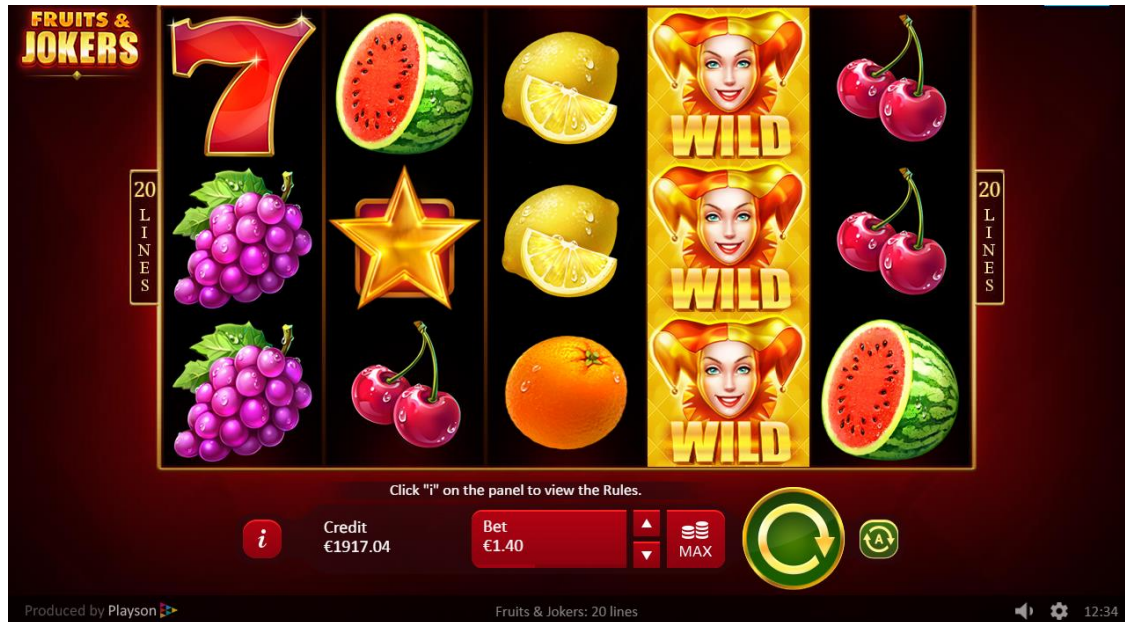 FRUITS &
JOKERS
WILD
WILD
WILD
20
LINES
20
LINES
Click "i" on the panel to view the Rules.
i
Credit
€1917.04
Bet
€1.40
MAX
A
Produced by Playson
Fruits & Jokers: 20 lines
12:34